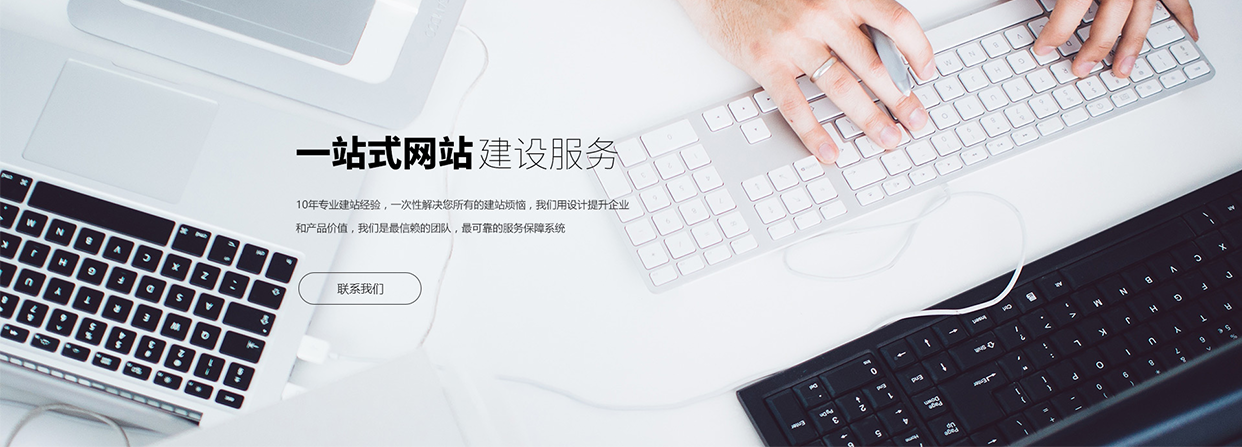 一站式网站建设服务
10年专业建站经验，一次性解决您所有的建站烦恼，我们用设计提升企业
和产品价值，我们是最信赖的团队，最可靠的服务保障系统
联系我们